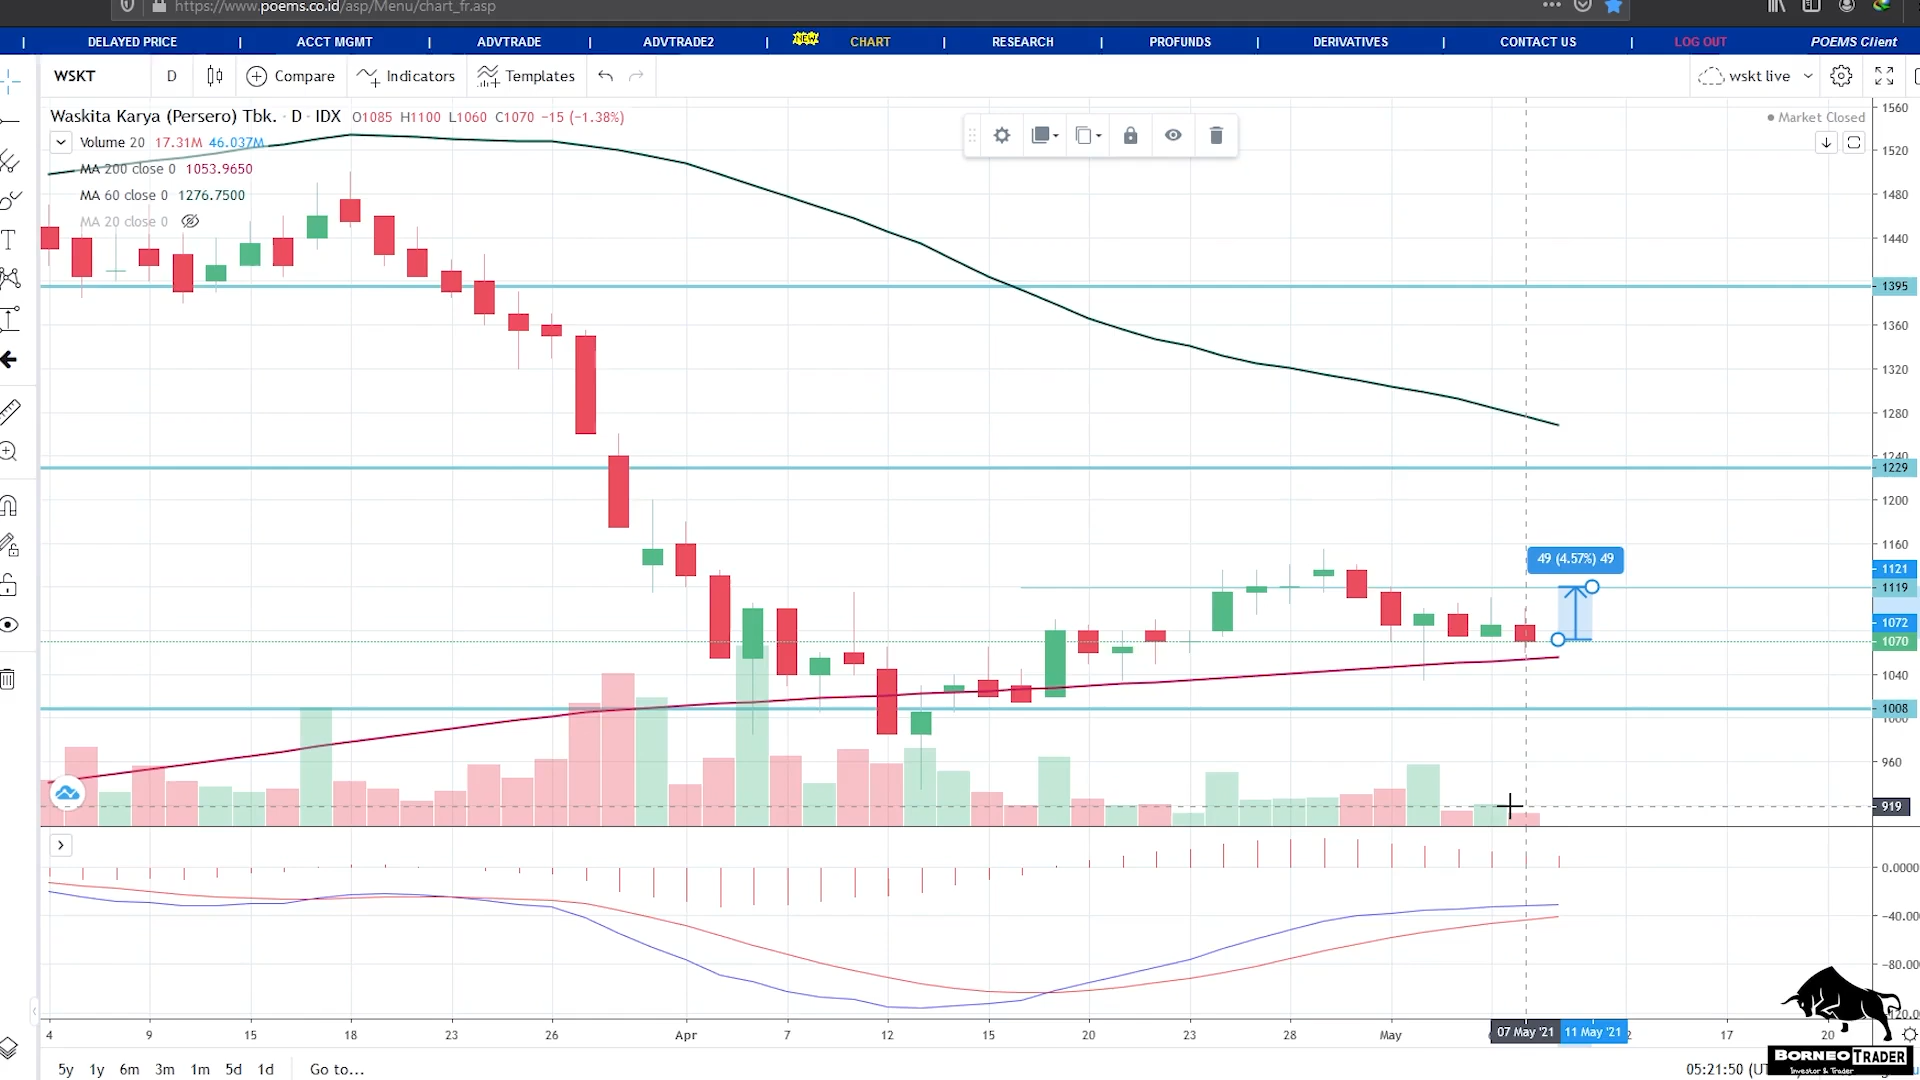 https://www.poems.co.id/asp/Menu/chart_fr.asp
| DELAYED PRICE | ACCT MGMT | ADVTRADE | ADVTRADE2 | NEW CHART | RESEARCH | PROFUNDS | DERIVATIVES | CONTACT US | LOG OUT POEMS Client
WSKT D Compare Indicators Templates wskt live
Waskita Karya (Persero) Tbk. · D · IDX O1085 H1100 L1060 C1070 −15 (−1.38%)
Market Closed
Volume 20 17.31M 46.037M
MA 200 close 0 1053.9650
MA 60 close 0 1276.7500
MA 20 close 0
49 (4.57%) 49
1560
1520
1480
1440
1395
1360
1320
1280
1240
1229
1200
1160
1121
1119
1072
1070
1040
1008
1000
960
919
0.0000
−40.00
−80.00
4 9 15 18 23 26 Apr 7 12 15 20 23 28 May 07 May '21 11 May '21 17 20
5y 1y 6m 3m 1m 5d 1d Go to...
05:21:50 (UT
BORNEO TRADER
Investor & Trader